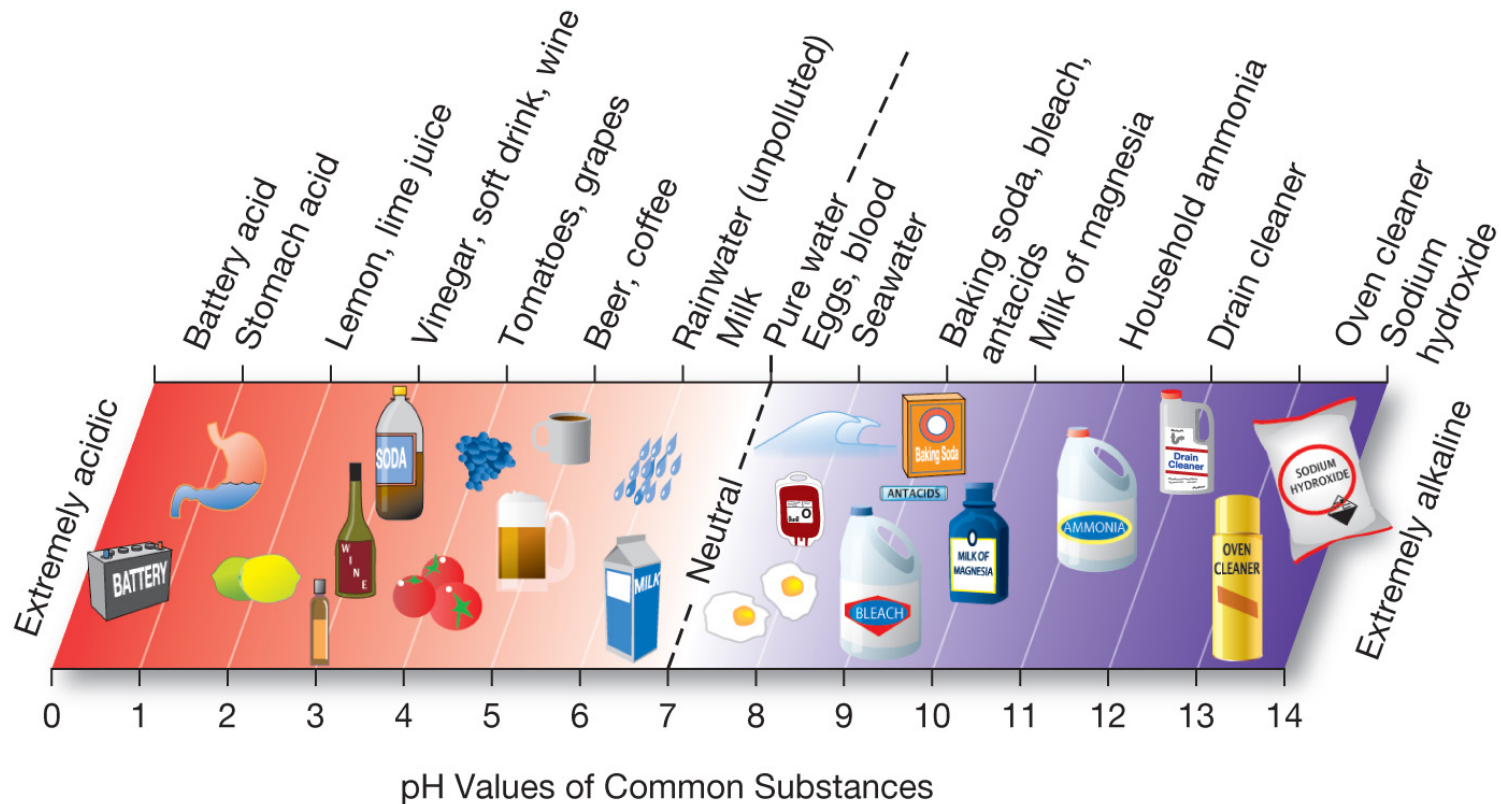 Battery acid
Stomach acid
Lemon, lime juice
Vinegar, soft drink, wine
Tomatoes, grapes
Beer, coffee
Rainwater (unpolluted)
Milk
Pure water
Eggs, blood
Seawater
Baking soda, bleach,
antacids
Milk of magnesia
Household ammonia
Drain cleaner
Oven cleaner
Sodium
hydroxide
Extremely acidic
BATTERY
WINE
SODA
MILK
Neutral
O
BLEACH
Baking Soda
ANTACIDS
MILK OF
MAGNESIA
AMMONIA
Drain
Cleaner
OVEN
CLEANER
SODIUM
HYDROXIDE
Extremely alkaline
0 1 2 3 4 5 6 7 8 9 10 11 12 13 14
pH Values of Common Substances